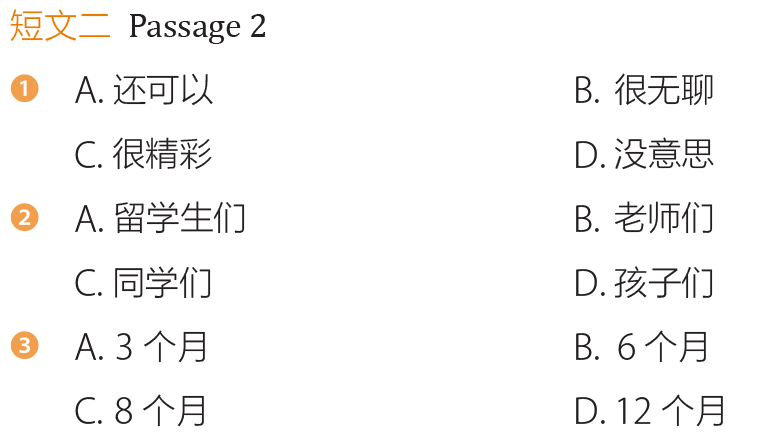 短文二 Passage 2
1 A. 还可以 B. 很无聊
C. 很精彩 D. 没意思
2 A. 留学生们 B. 老师们
C. 同学们 D. 孩子们
3 A. 3 个月 B. 6 个月
C. 8 个月 D. 12 个月